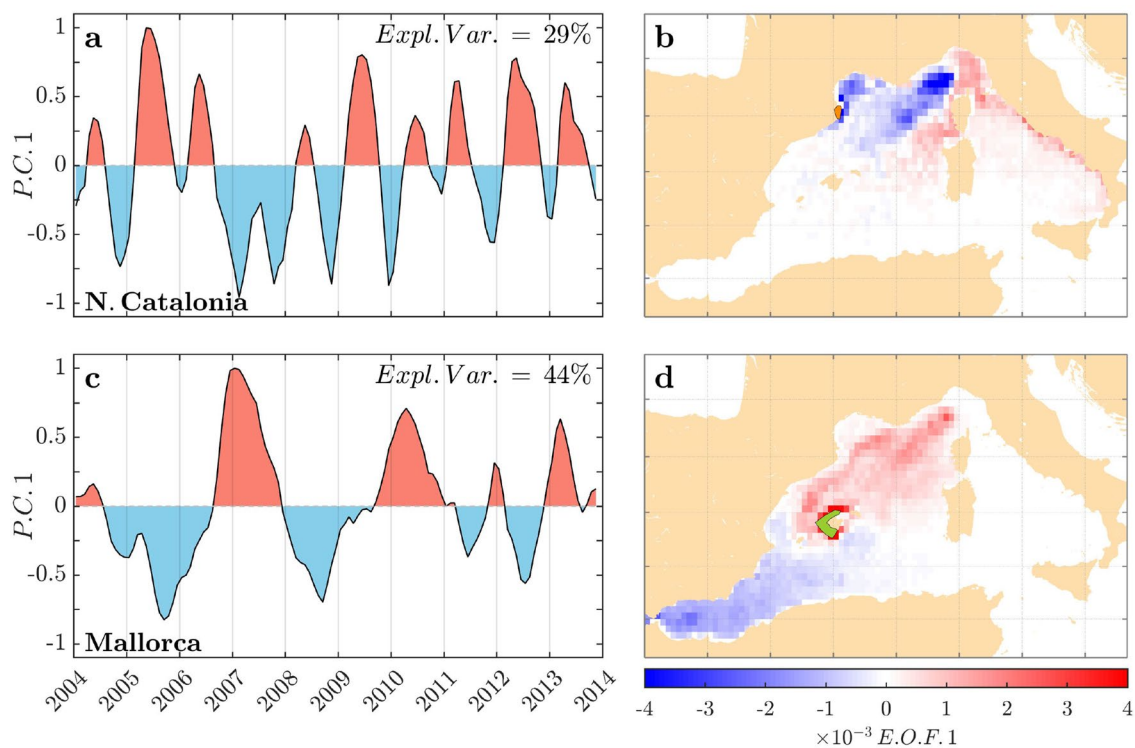 a
Expl. Var. = 29%
1
0.5
0
-0.5
-1
P.C.1
N. Catalonia
b
c
Expl. Var. = 44%
1
0.5
0
-0.5
-1
P.C.1
Mallorca
2004 2005 2006 2007 2008 2009 2010 2011 2012 2013 2014
d
-4 -3 -2 -1 0 1 2 3 4
×10⁻³ E.O.F.1